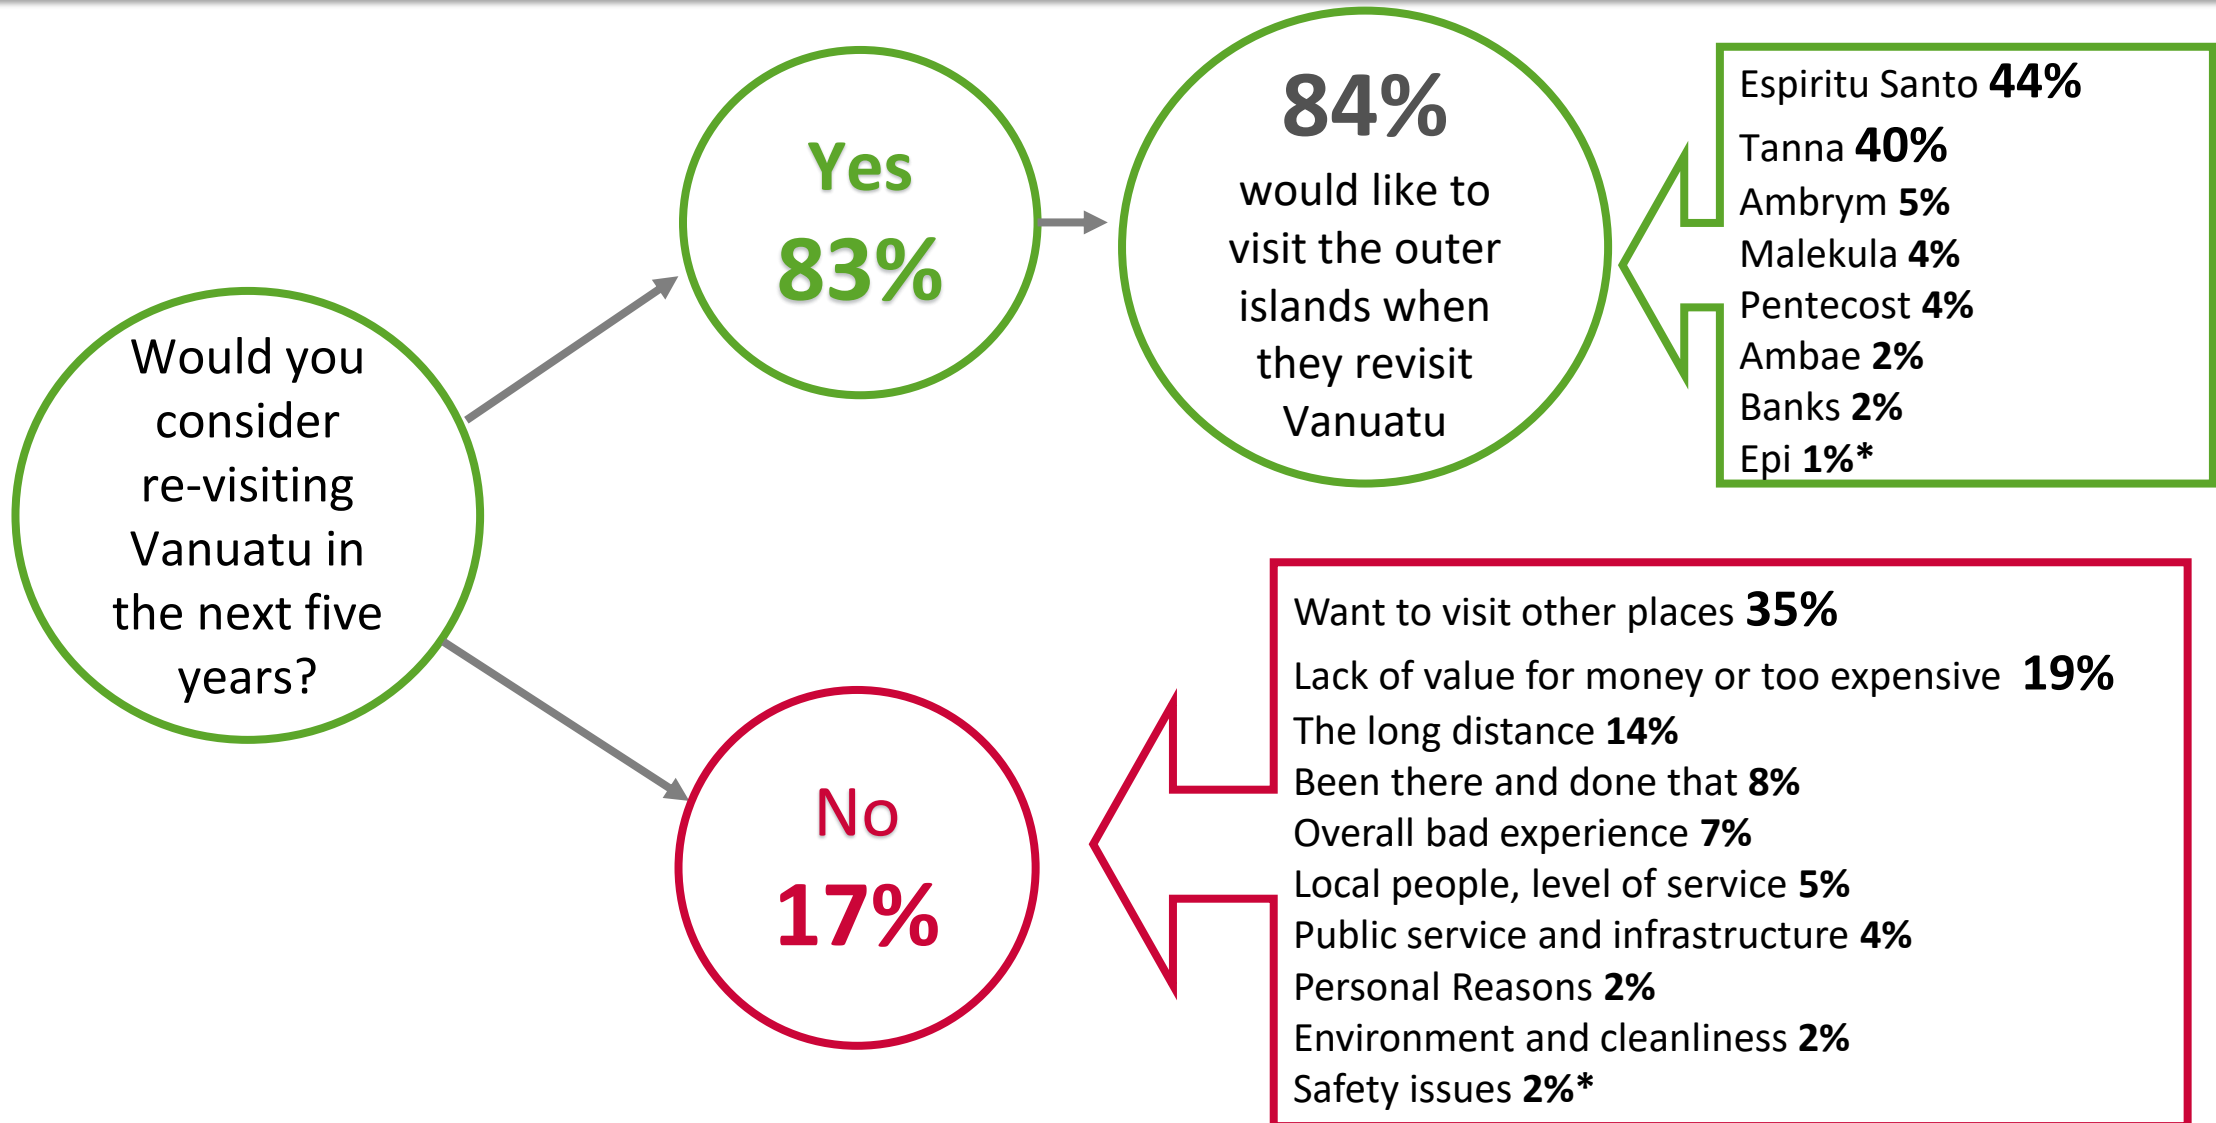 Would you
consider
re-visiting
Vanuatu in
the next five
years?
Yes
83%
84%
would like to
visit the outer
islands when
they revisit
Vanuatu
Espiritu Santo 44%
Tanna 40%
Ambrym 5%
Malekula 4%
Pentecost 4%
Ambae 2%
Banks 2%
Epi 1%*
No
17%
Want to visit other places 35%
Lack of value for money or too expensive 19%
The long distance 14%
Been there and done that 8%
Overall bad experience 7%
Local people, level of service 5%
Public service and infrastructure 4%
Personal Reasons 2%
Environment and cleanliness 2%
Safety issues 2%*